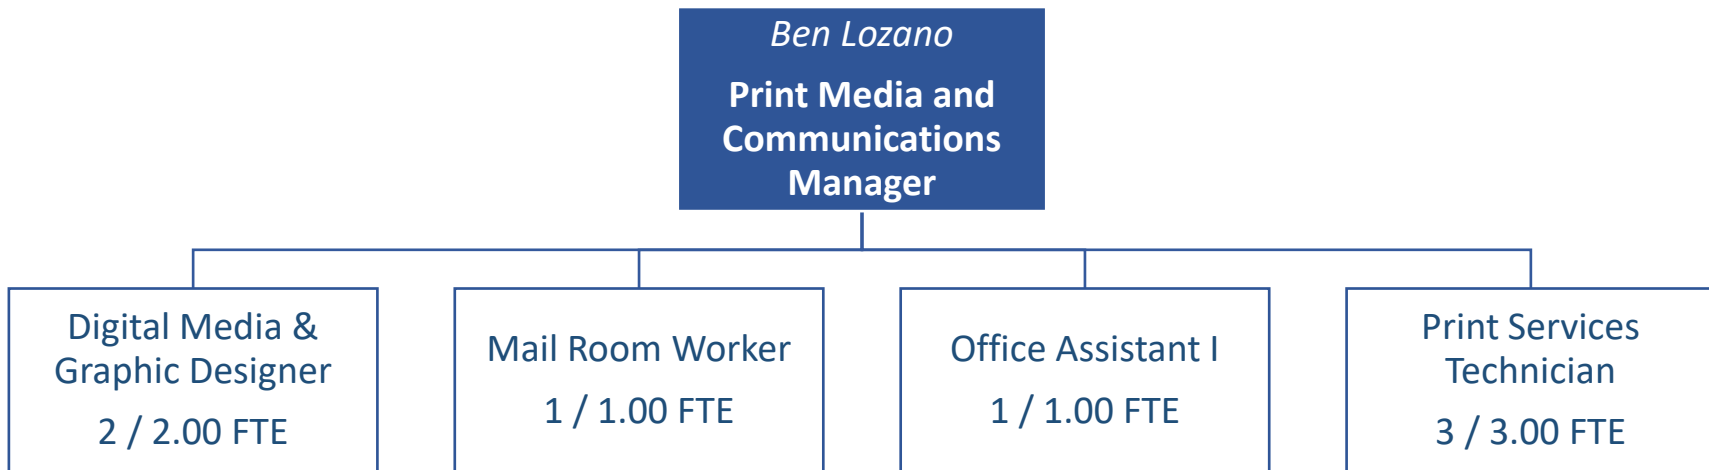 Ben Lozano
Print Media and
Communications
Manager
Digital Media &
Graphic Designer
2 / 2.00 FTE
Mail Room Worker
1 / 1.00 FTE
Office Assistant I
1 / 1.00 FTE
Print Services
Technician
3 / 3.00 FTE